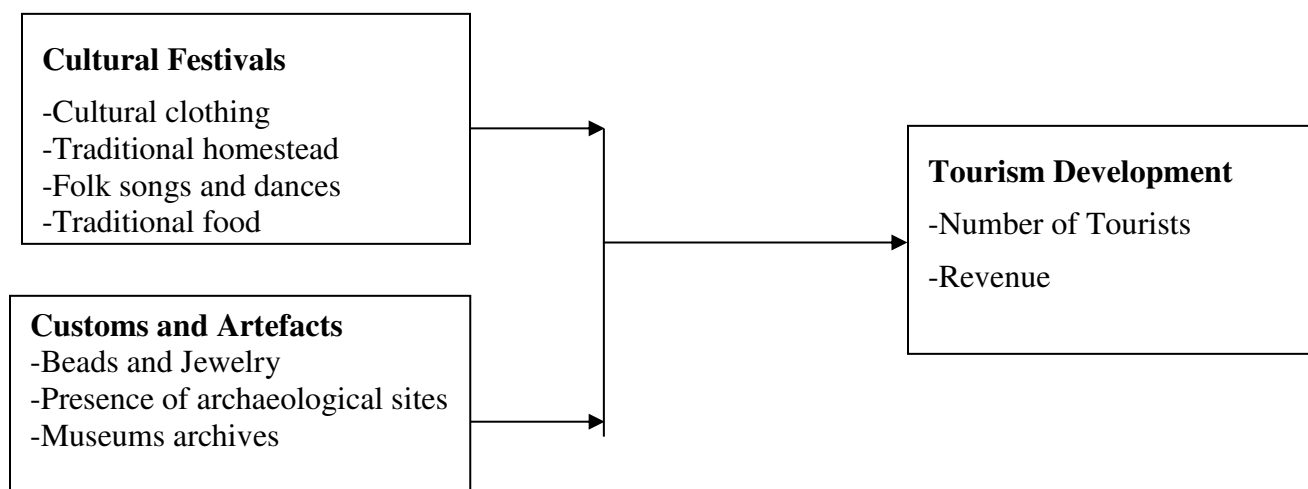 Cultural Festivals
-Cultural clothing
-Traditional homestead
-Folk songs and dances
-Traditional food
Customs and Artefacts
-Beads and Jewelry
-Presence of archaeological sites
-Museums archives
Tourism Development
-Number of Tourists
-Revenue